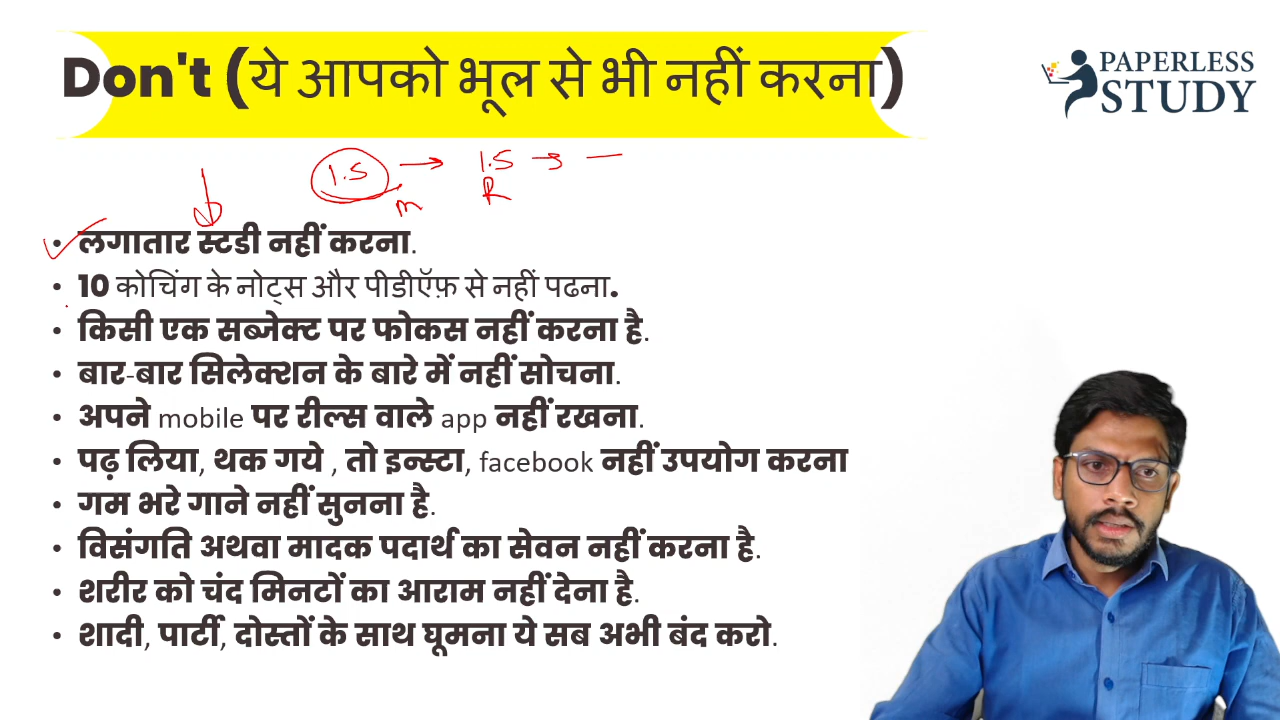 Don't (ये आपको भूल से भी नहीं करना)
PAPERLESS
STUDY
1.5 → 1.5 → —
m R
• लगातार स्टडी नहीं करना.
• 10 कोचिंग के नोट्स और पीडीऍफ़ से नहीं पढना.
• किसी एक सब्जेक्ट पर फोकस नहीं करना है.
• बार-बार सिलेक्शन के बारे में नहीं सोचना.
• अपने mobile पर रील्स वाले app नहीं रखना.
• पढ़ लिया, थक गये , तो इन्स्टा, facebook नहीं उपयोग करना
• गम भरे गाने नहीं सुनना है.
• विसंगति अथवा मादक पदार्थ का सेवन नहीं करना है.
• शरीर को चंद मिनटों का आराम नहीं देना है.
• शादी, पार्टी, दोस्तों के साथ घूमना ये सब अभी बंद करो.